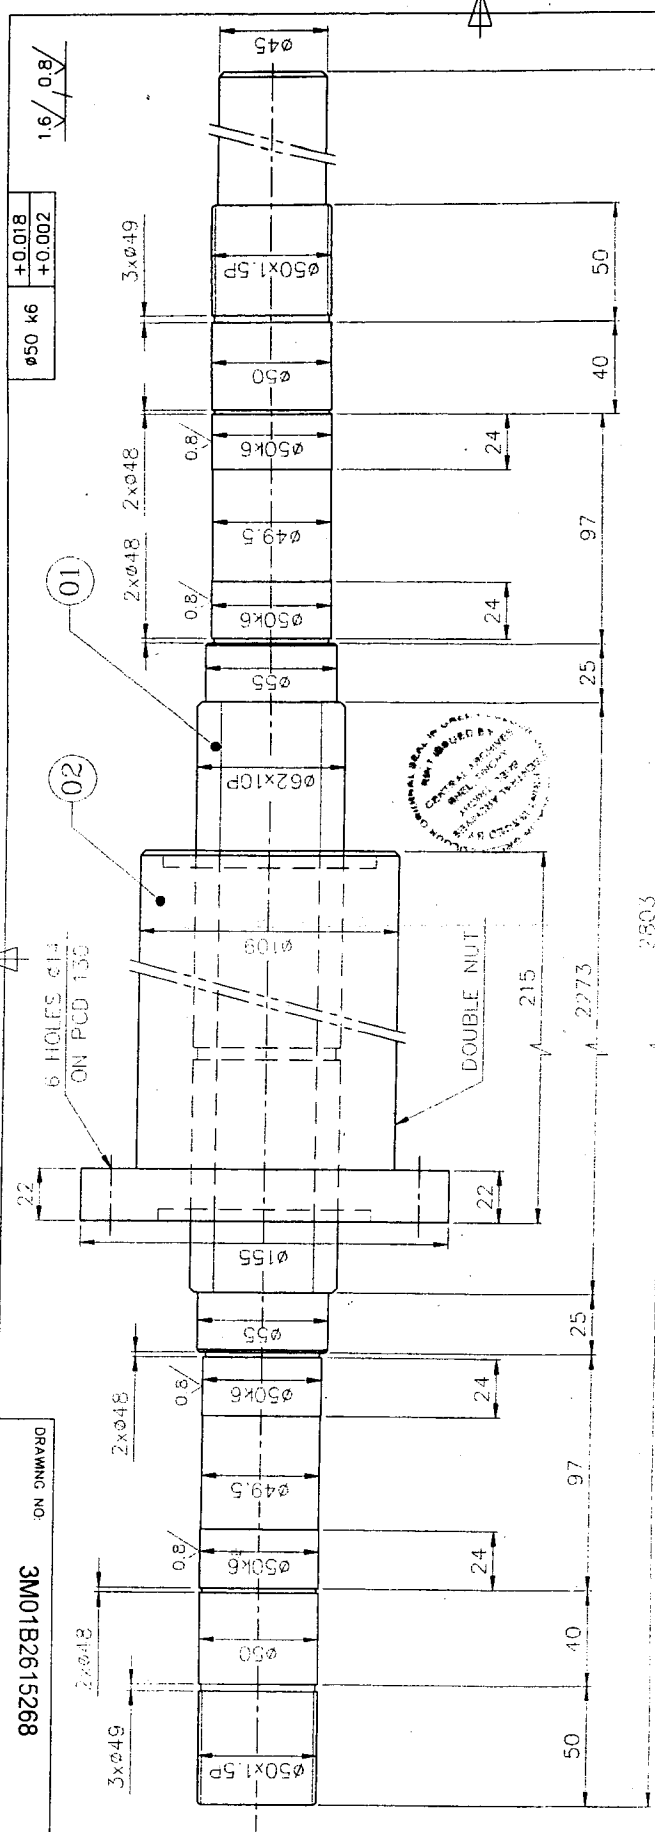 1.6/ 0.8/
ø50 k6 +0.018 +0.002
ø45
3xø49
ø50x1.5P
50
ø50
40
2xø48
0.8
ø50k6
24
ø49.5
97
2xø48
0.8
ø50k6
24
ø55
25
01
ø62x10P
02
ø109
6 HOLES ø14
ON PCD 130
DOUBLE NUT
215
2273
2803
22
22
ø155
ø55
25
2xø48
0.8
ø50k6
24
ø49.5
97
0.8
ø50k6
24
2xø48
ø50
40
3xø49
ø50x1.5P
50
DRAWING NO:
3M01B2615268